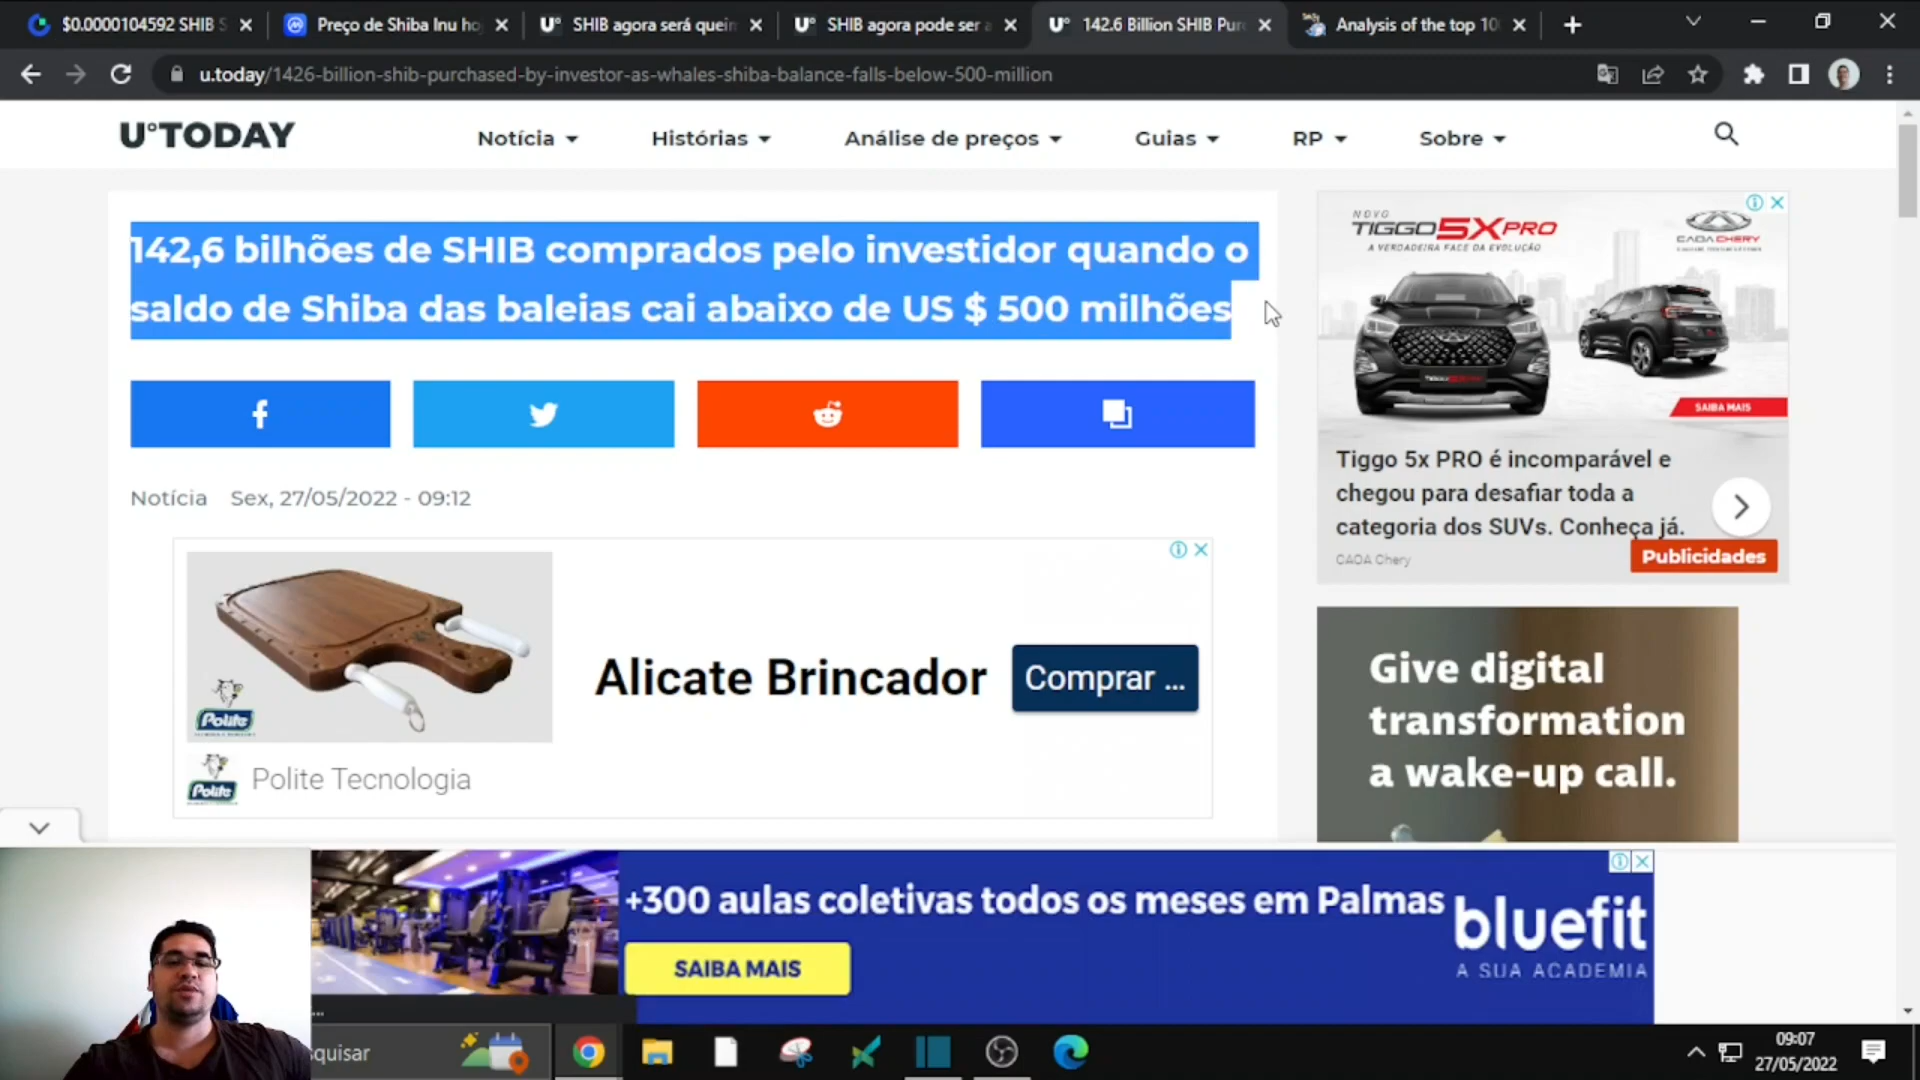 $0.0000104592 SHIB S
Preço de Shiba Inu ho
U° SHIB agora será queim
U° SHIB agora pode ser a
U° 142.6 Billion SHIB Pur
Analysis of the top 10
u.today/1426-billion-shib-purchased-by-investor-as-whales-shiba-balance-falls-below-500-million
U°TODAY
Notícia
Histórias
Análise de preços
Guias
RP
Sobre
142,6 bilhões de SHIB comprados pelo investidor quando o
saldo de Shiba das baleias cai abaixo de US $ 500 milhões
Notícia Sex, 27/05/2022 - 09:12
Polite
Alicate Brincador
Comprar ...
Polite
Polite Tecnologia
NOVO
TIGGO5XPRO
A VERDADEIRA FACE DA EVOLUÇÃO
CAOA CHERY
SAIBA MAIS
Tiggo 5x PRO é incomparável e
chegou para desafiar toda a
categoria dos SUVs. Conheça já.
CAOA Chery
Publicidades
Give digital
transformation
a wake-up call.
+300 aulas coletivas todos os meses em Palmas
SAIBA MAIS
bluefit
A SUA ACADEMIA
...
squisar
09:07
27/05/2022